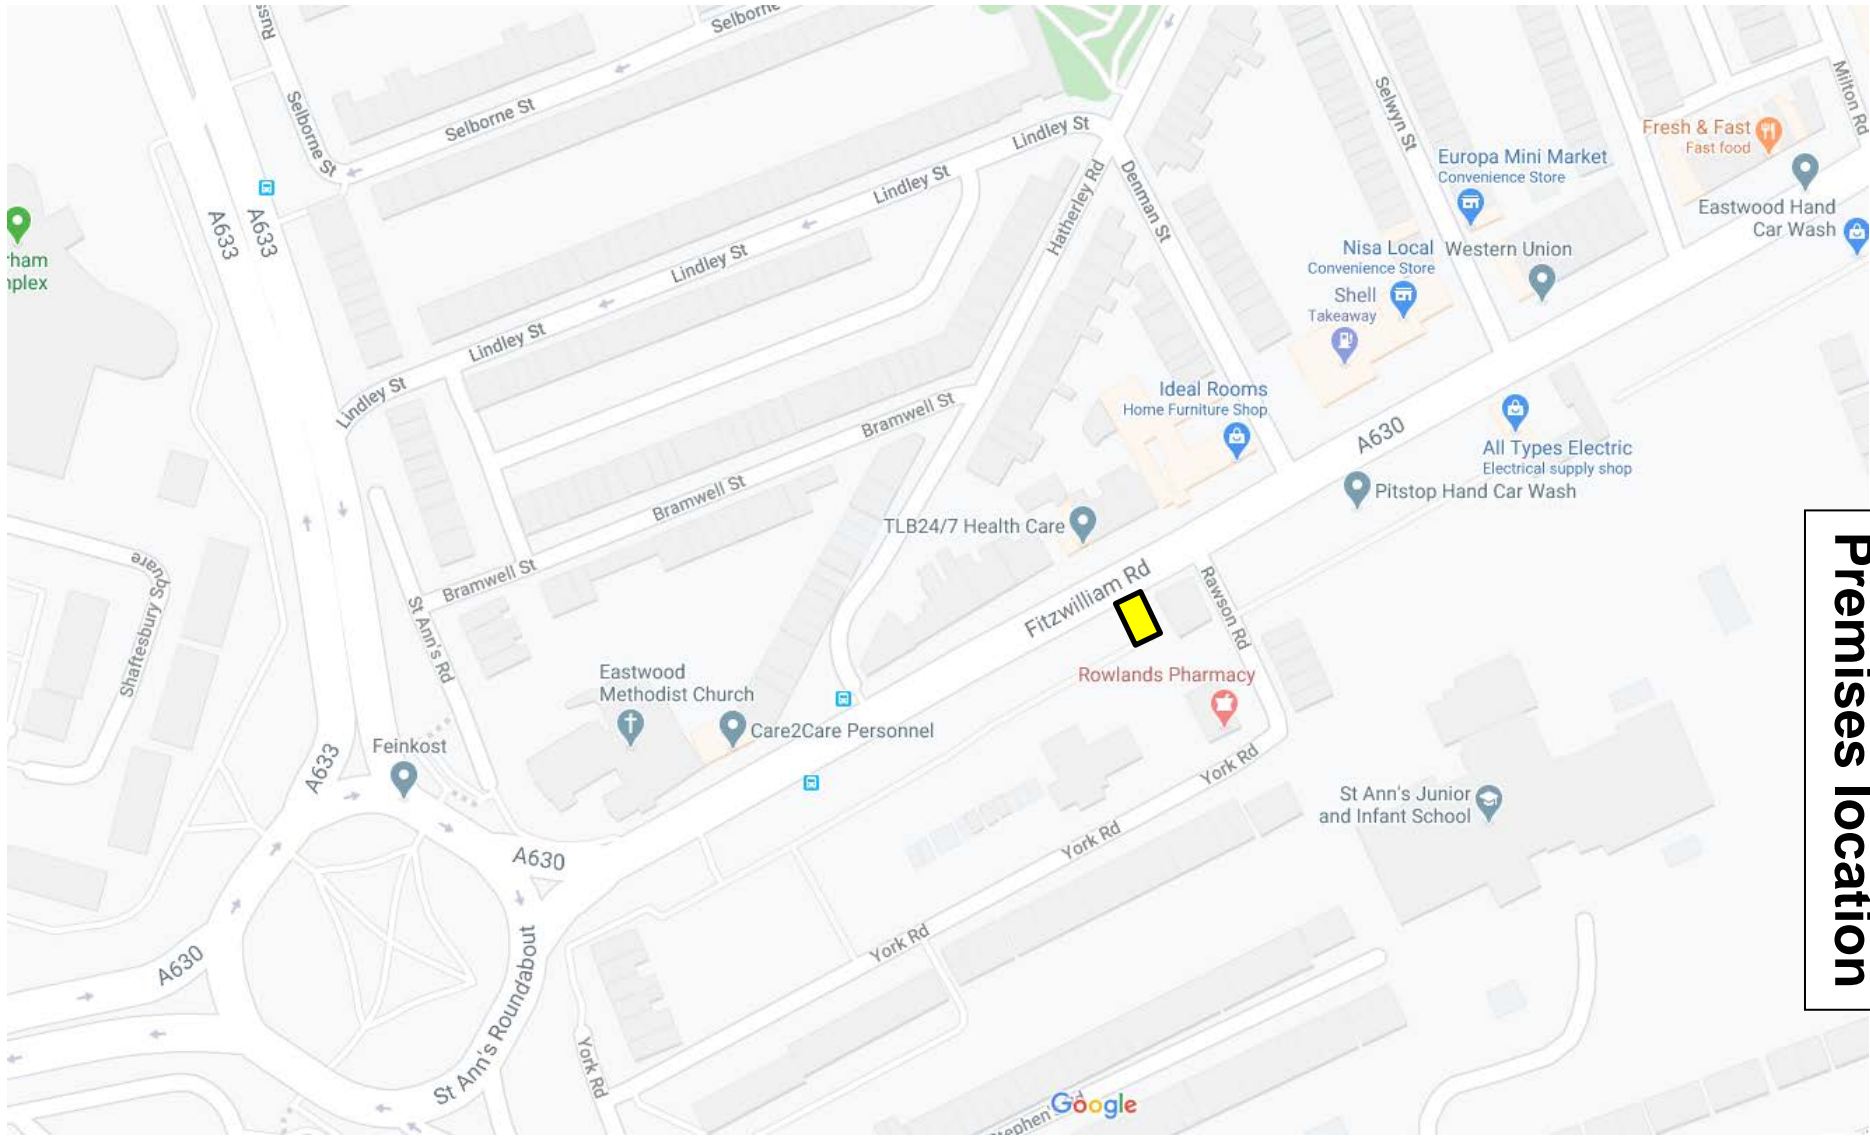 Selborne
Russ
Selborne St
Selborne St
A633
A633
rham
nplex
Lindley St
Lindley St
Lindley St
Lindley St
Lindley St
Hatherley Rd
Denman St
Selwyn St
Milton Rd
Fresh & Fast
Fast food
Europa Mini Market
Convenience Store
Eastwood Hand
Car Wash
Nisa Local
Convenience Store
Western Union
Shell
Takeaway
Ideal Rooms
Home Furniture Shop
A630
All Types Electric
Electrical supply shop
Pitstop Hand Car Wash
Bramwell St
Bramwell St
Bramwell St
TLB24/7 Health Care
Fitzwilliam Rd
Rawson Rd
Shaftesbury Square
St Ann's Rd
Eastwood
Methodist Church
Care2Care Personnel
Rowlands Pharmacy
York Rd
A633
Feinkost
A630
St Ann's Junior
and Infant School
York Rd
York Rd
A630
St Ann's Roundabout
York Rd
Google
Premises location